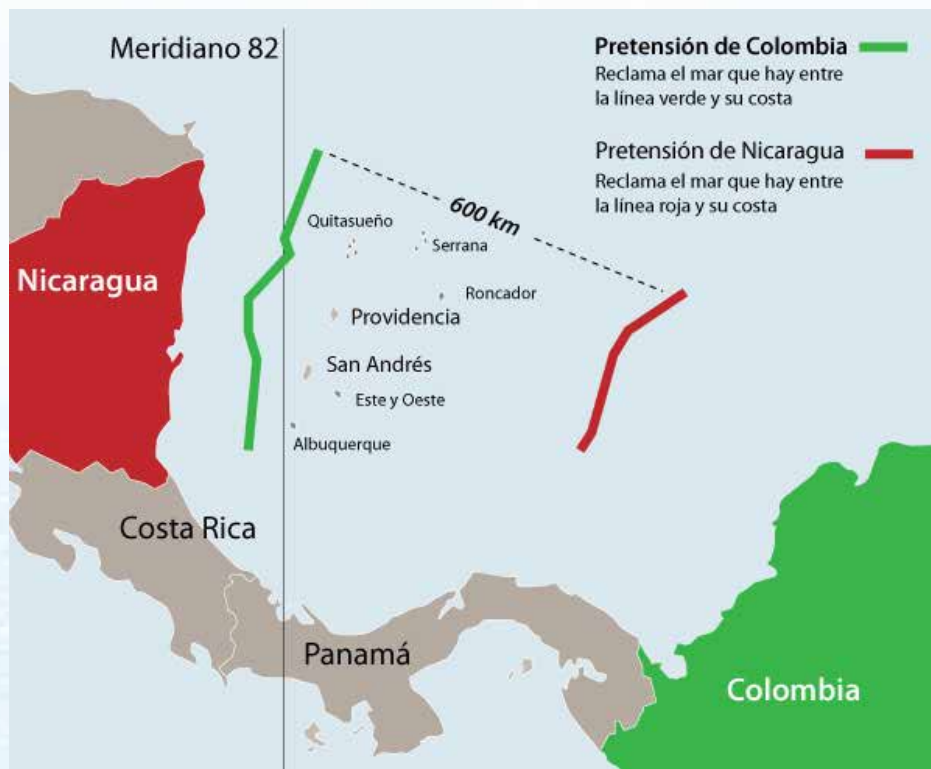 Meridiano 82
Pretensión de Colombia
Reclama el mar que hay entre
la línea verde y su costa
Pretensión de Nicaragua
Reclama el mar que hay entre
la línea roja y su costa
600 km
Quitasueño
Serrana
Nicaragua
Roncador
Providencia
San Andrés
Este y Oeste
Albuquerque
Costa Rica
Panamá
Colombia